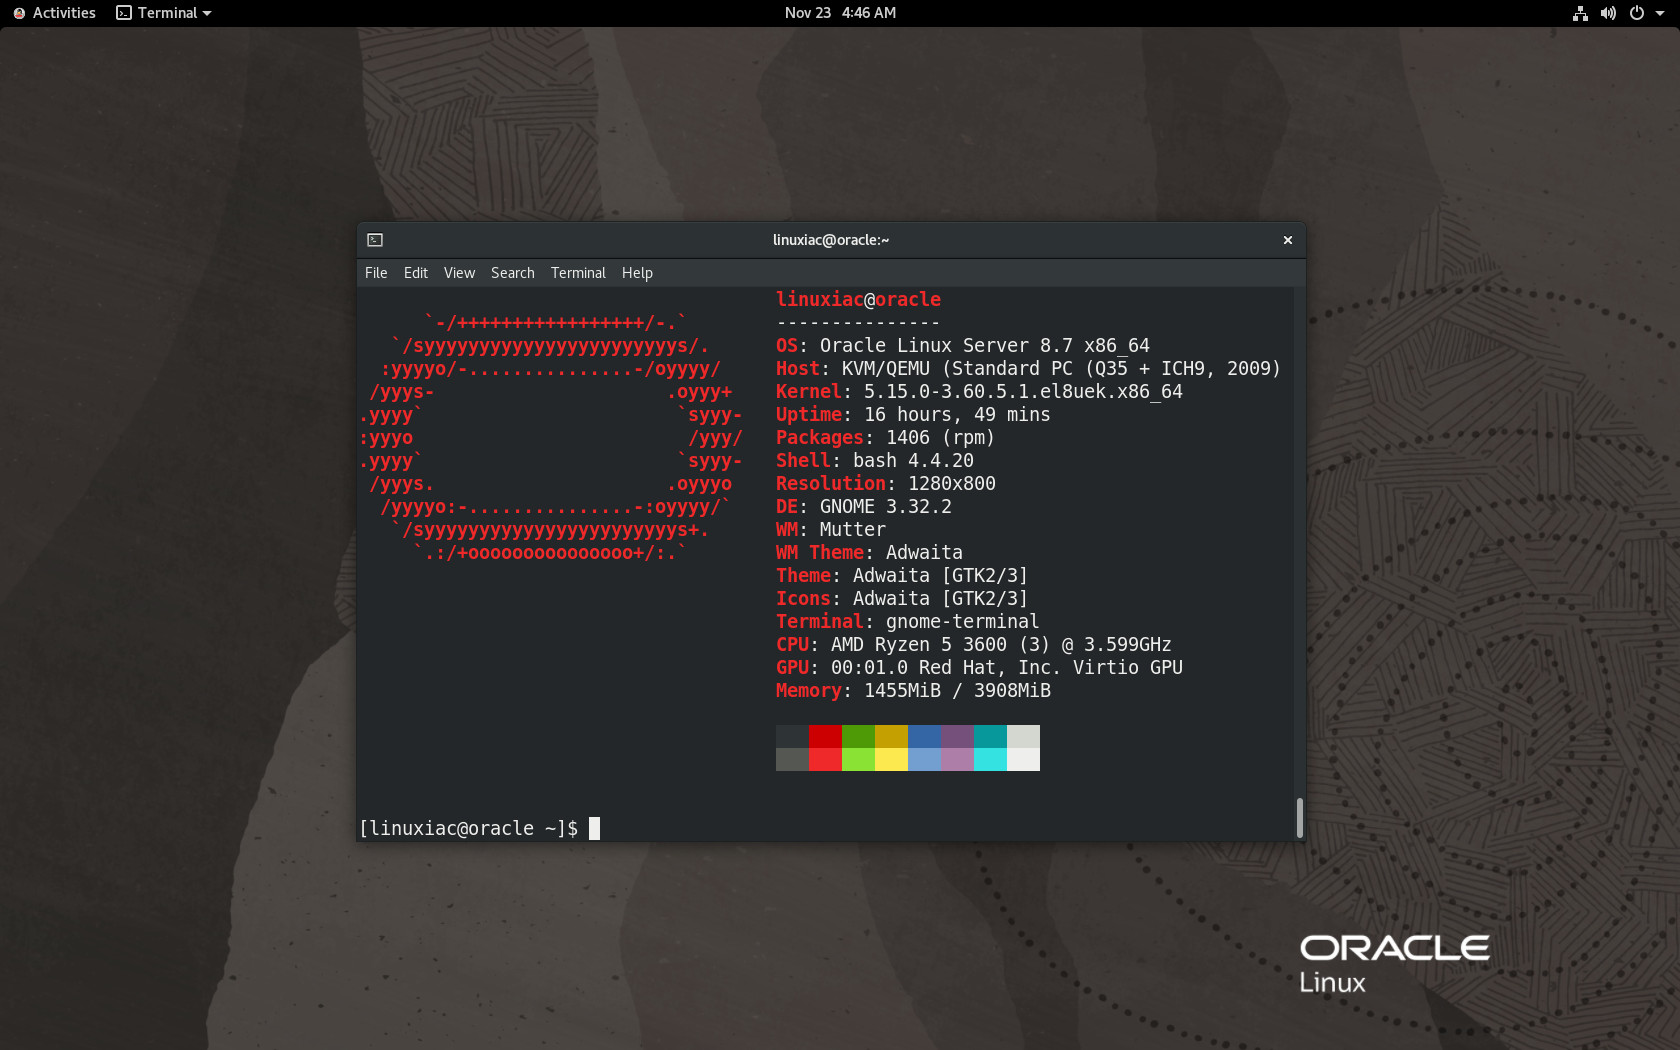 Activities Terminal Nov 23 4:46 AM
linuxiac@oracle:~
File Edit View Search Terminal Help
linuxiac@oracle
`-/++++++++++++++++++/-.` ---------------
`/syyyyyyyyyyyyyyyyyyyyyyys/. OS: Oracle Linux Server 8.7 x86_64
:yyyyo/-...............-/oyyyy/ Host: KVM/QEMU (Standard PC (Q35 + ICH9, 2009)
/yyys- .oyyy+ Kernel: 5.15.0-3.60.5.1.el8uek.x86_64
.yyyy` `syyy- Uptime: 16 hours, 49 mins
:yyyo /yyy/ Packages: 1406 (rpm)
.yyyy` `syyy- Shell: bash 4.4.20
/yyys. .oyyyo Resolution: 1280x800
/yyyyo:-...............-:oyyyy/` DE: GNOME 3.32.2
`/syyyyyyyyyyyyyyyyyyyyyyys+. WM: Mutter
`.:/+ooooooooooooooo+/:.` WM Theme: Adwaita
Theme: Adwaita [GTK2/3]
Icons: Adwaita [GTK2/3]
Terminal: gnome-terminal
CPU: AMD Ryzen 5 3600 (3) @ 3.599GHz
GPU: 00:01.0 Red Hat, Inc. Virtio GPU
Memory: 1455MiB / 3908MiB
[linuxiac@oracle ~]$
ORACLE
Linux